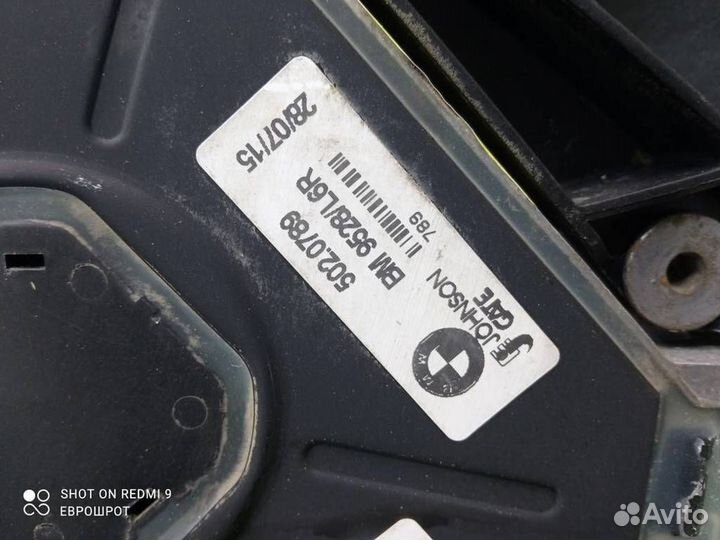 28/07/15
502.0789
BM 9528/L6R
789
JOHNSON
GATE
SHOT ON REDMI 9
ЕВРОШРОТ
Avito